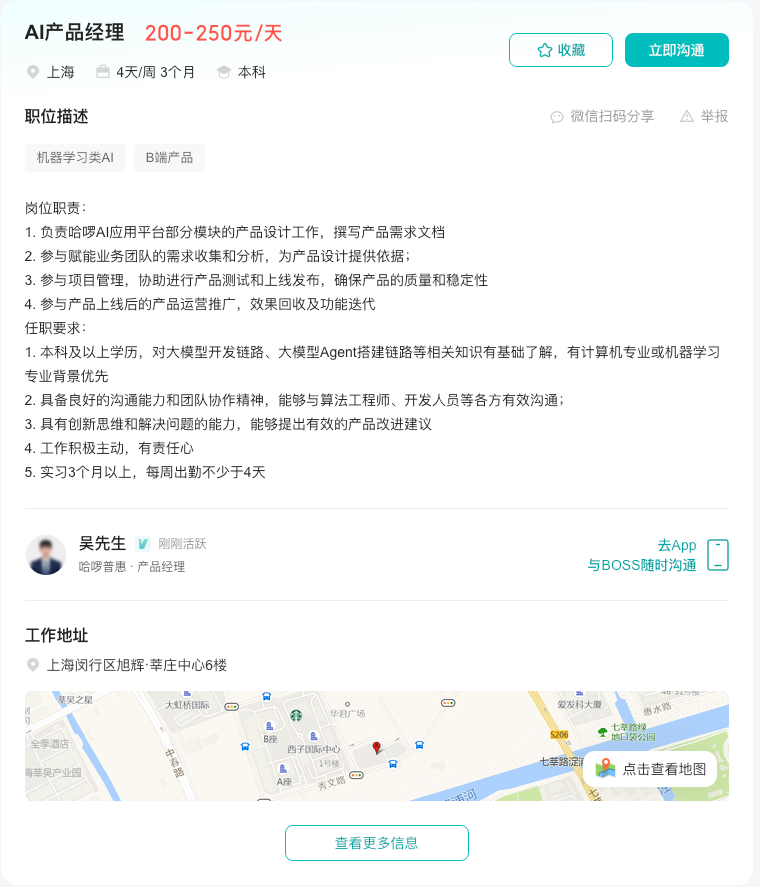 AI产品经理 200-250元/天
收藏
立即沟通
上海 4天/周 3个月 本科
职位描述
微信扫码分享 举报
机器学习类AI B端产品
岗位职责：
1. 负责哈啰AI应用平台部分模块的产品设计工作，撰写产品需求文档
2. 参与赋能业务团队的需求收集和分析，为产品设计提供依据；
3. 参与项目管理，协助进行产品测试和上线发布，确保产品的质量和稳定性
4. 参与产品上线后的产品运营推广，效果回收及功能迭代
任职要求：
1. 本科及以上学历，对大模型开发链路、大模型Agent搭建链路等相关知识有基础了解，有计算机专业或机器学习
专业背景优先
2. 具备良好的沟通能力和团队协作精神，能够与算法工程师、开发人员等各方有效沟通；
3. 具有创新思维和解决问题的能力，能够提出有效的产品改进建议
4. 工作积极主动，有责任心
5. 实习3个月以上，每周出勤不少于4天
吴先生 刚刚活跃
哈啰普惠 · 产品经理
去App
与BOSS随时沟通
工作地址
上海闵行区旭辉·莘庄中心6楼
莘吴之星
大虹桥国际
华君广场
爱发科大厦
惠水路
全季酒店
B座
西子国际中心
S206
七莘路绿
地口袋公园
中春路
1号楼
七莘路淀浦
海莘奥产业园
A座
秀文路
点击查看地图
查看更多信息